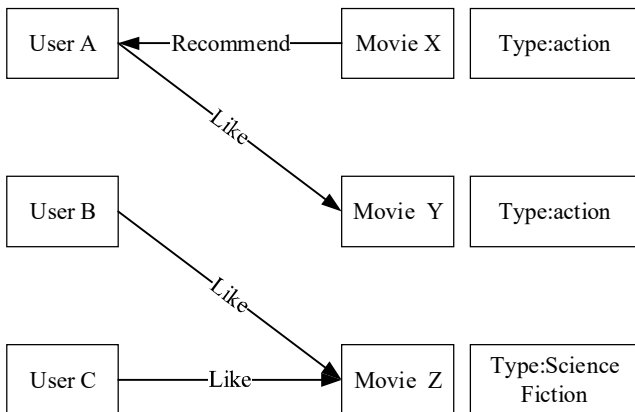 User A
Recommend
Movie X
Type:action
Like
User B
Movie Y
Type:action
Like
User C
Like
Movie Z
Type:Science
Fiction